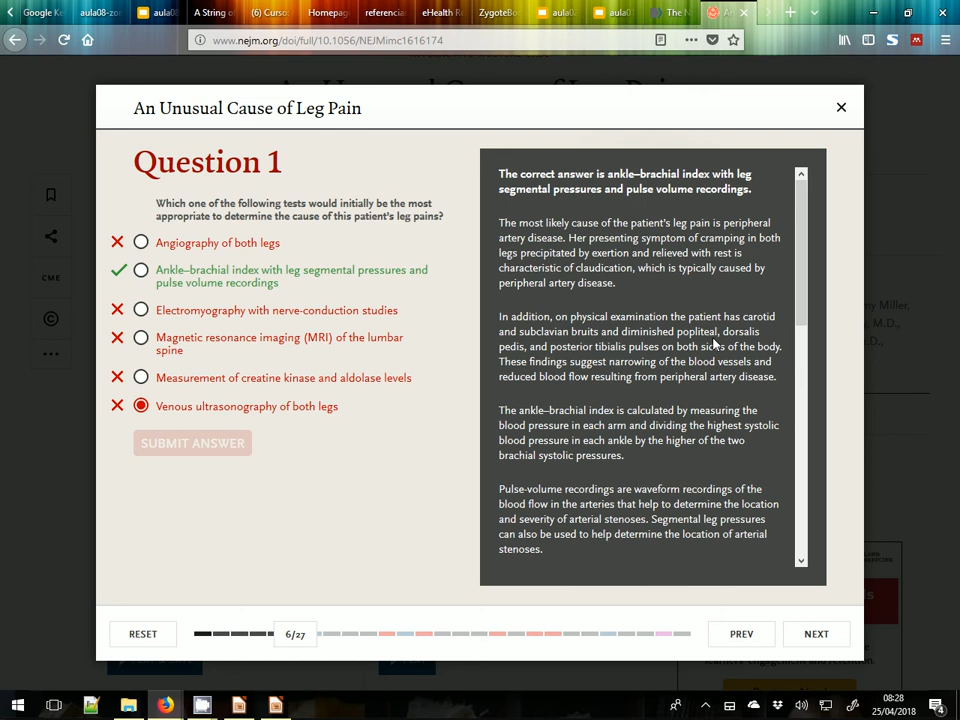 Google Ke
aula08-zo
aula08
A String o
(6) Curso
Homepag
referencias
eHealth Re
ZygoteBo
aula0
aula0
The N
www.nejm.org/doi/full/10.1056/NEJMimc1616174
An Unusual Cause of Leg Pain
Question 1
Which one of the following tests would initially be the most
appropriate to determine the cause of this patient's leg pains?
Angiography of both legs
Ankle–brachial index with leg segmental pressures and
pulse volume recordings
Electromyography with nerve-conduction studies
Magnetic resonance imaging (MRI) of the lumbar
spine
Measurement of creatine kinase and aldolase levels
Venous ultrasonography of both legs
SUBMIT ANSWER
The correct answer is ankle–brachial index with leg
segmental pressures and pulse volume recordings.
The most likely cause of the patient's leg pain is peripheral
artery disease. Her presenting symptom of cramping in both
legs precipitated by exertion and relieved with rest is
characteristic of claudication, which is typically caused by
peripheral artery disease.
In addition, on physical examination the patient has carotid
and subclavian bruits and diminished popliteal, dorsalis
pedis, and posterior tibialis pulses on both sides of the body.
These findings suggest narrowing of the blood vessels and
reduced blood flow resulting from peripheral artery disease.
The ankle–brachial index is calculated by measuring the
blood pressure in each arm and dividing the highest systolic
blood pressure in each ankle by the higher of the two
brachial systolic pressures.
Pulse-volume recordings are waveform recordings of the
blood flow in the arteries that help to determine the location
and severity of arterial stenoses. Segmental leg pressures
can also be used to help determine the location of arterial
stenoses.
CME
my Miller,
M.D.,
D.,
RESET
6/27
PREV
NEXT
08:28
25/04/2018
4